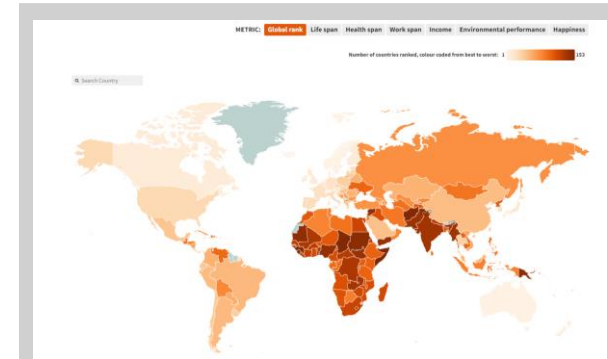 METRIC: Global rank Life span Health span Work span Income Environmental performance Happiness
Number of countries ranked, colour coded from best to worst: 1 153
Search Country